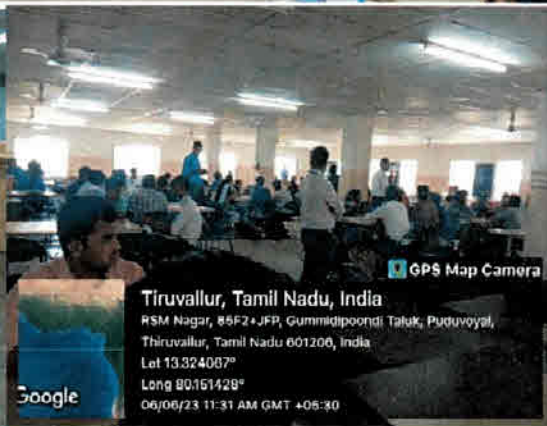 GPS Map Camera
Tiruvallur, Tamil Nadu, India
RSM Nagar, 85F2+JFP, Gummidipoondi Taluk, Puduvoyal,
Thiruvallur, Tamil Nadu 601206, India
Lat 13.324067°
Long 80.151428°
06/06/23 11:31 AM GMT +05:30
Google